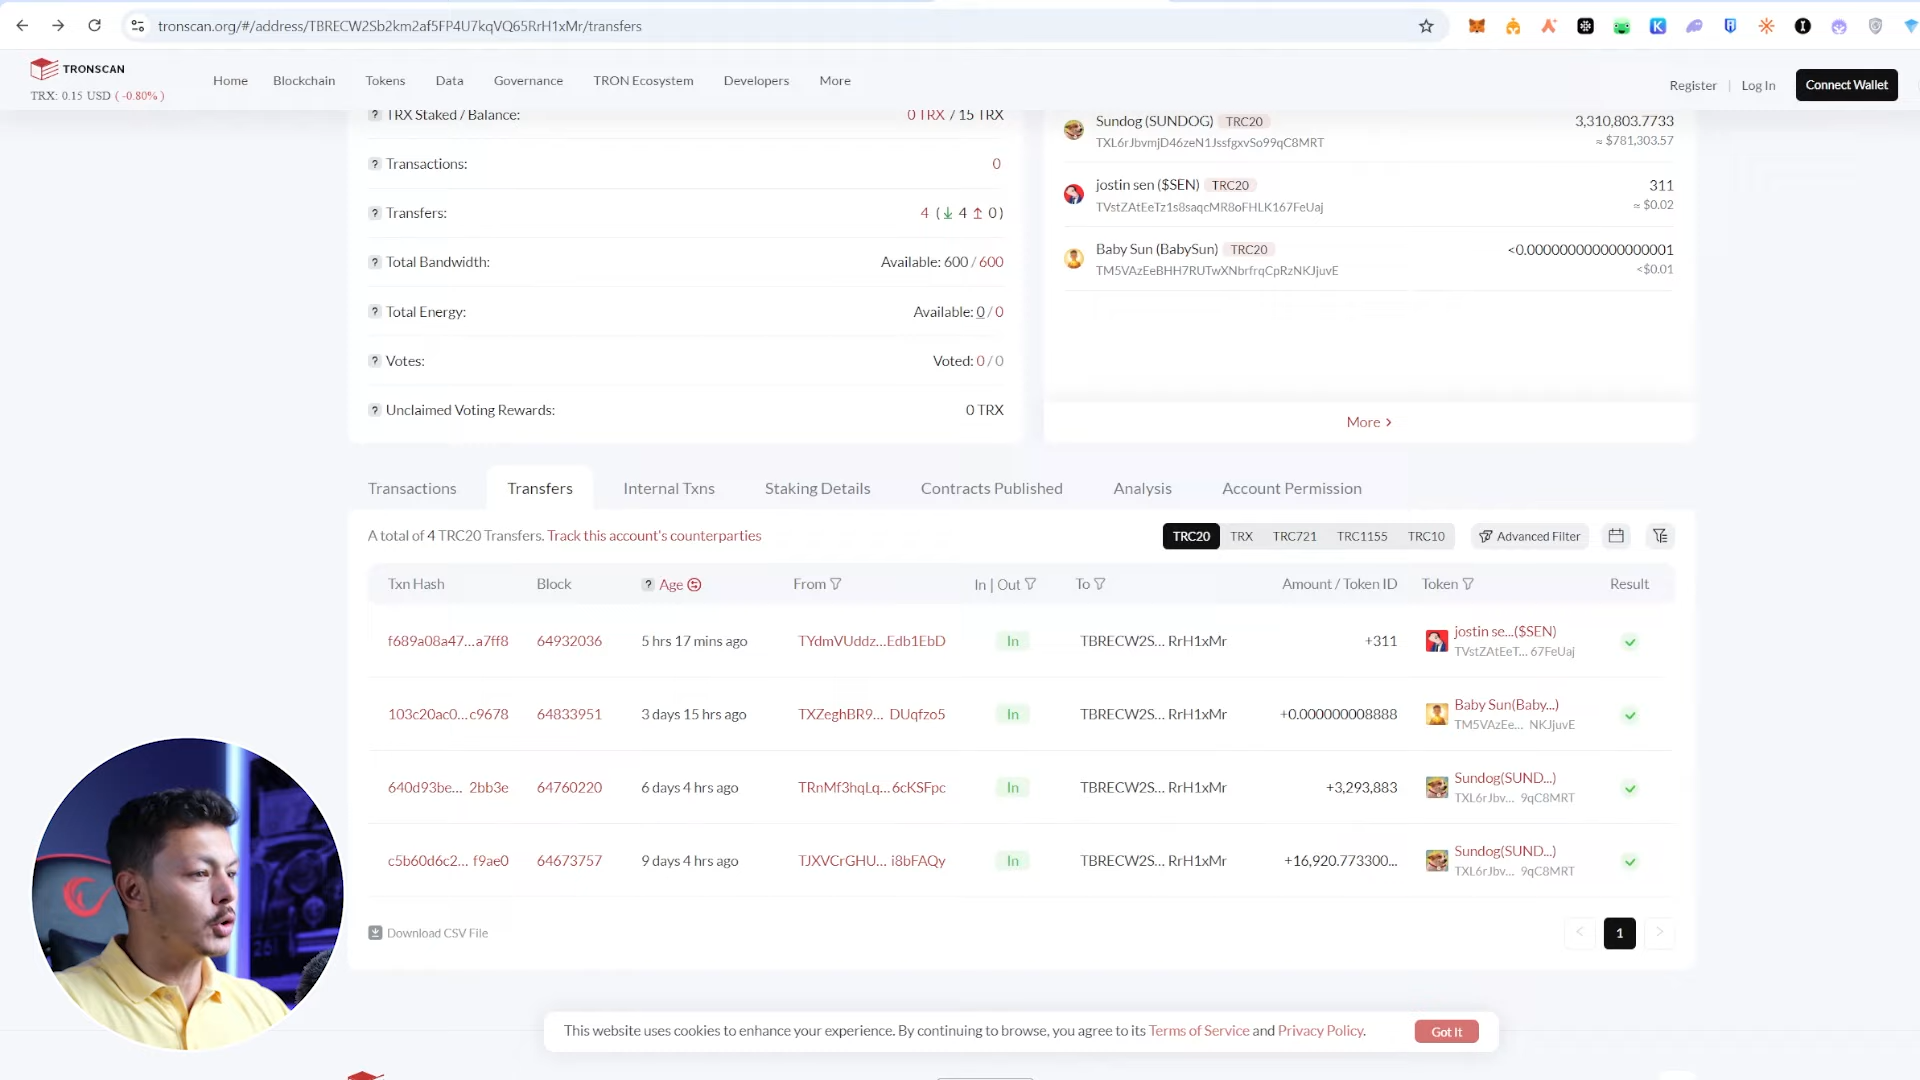 tronscan.org/#/address/TBRECW2Sb2km2af5FP4U7kqVQ65RrH1xMr/transfers
TRONSCAN
TRX: 0.15 USD ( -0.80% )
Home Blockchain Tokens Data Governance TRON Ecosystem Developers More
Register | Log In Connect Wallet
? TRX Staked / Balance: 0 TRX / 15 TRX
? Transactions: 0
? Transfers: 4 ( ↓ 4 ↑ 0 )
? Total Bandwidth: Available: 600 / 600
? Total Energy: Available: 0 / 0
? Votes: Voted: 0 / 0
? Unclaimed Voting Rewards: 0 TRX
Sundog (SUNDOG) TRC20 3,310,803.7733
TXL6rJbvmjD46zeN1JssfgxvSo99qC8MRT ≈ $781,303.57
jostin sen ($SEN) TRC20 311
TVstZAtEeTz1s8saqcMR8oFHLK167FeUaj ≈ $0.02
Baby Sun (BabySun) TRC20 <0.000000000000000001
TM5VAzEeBHH7RUTwXNbrfrqCpRzNKJjuvE <$0.01
More >
Transactions Transfers Internal Txns Staking Details Contracts Published Analysis Account Permission
A total of 4 TRC20 Transfers. Track this account's counterparties
TRC20 TRX TRC721 TRC1155 TRC10 Advanced Filter
Txn Hash Block ? Age From In | Out To Amount / Token ID Token Result
f689a08a47...a7ff8 64932036 5 hrs 17 mins ago TYdmVUddz...Edb1EbD In TBRECW2S... RrH1xMr +311 jostin se...($SEN)
TVstZAtEeT... 67FeUaj
103c20ac0...c9678 64833951 3 days 15 hrs ago TXZeghBR9... DUqfzo5 In TBRECW2S... RrH1xMr +0.000000008888 Baby Sun(Baby...)
TM5VAzEe... NKJjuvE
640d93be... 2bb3e 64760220 6 days 4 hrs ago TRnMf3hqLq...6cKSFpc In TBRECW2S... RrH1xMr +3,293,883 Sundog(SUND...)
TXL6rJbv... 9qC8MRT
c5b60d6c2... f9ae0 64673757 9 days 4 hrs ago TJXVCrGHU... i8bFAQy In TBRECW2S... RrH1xMr +16,920.773300... Sundog(SUND...)
TXL6rJbv... 9qC8MRT
Download CSV File
< 1 >
This website uses cookies to enhance your experience. By continuing to browse, you agree to its Terms of Service and Privacy Policy. Got It